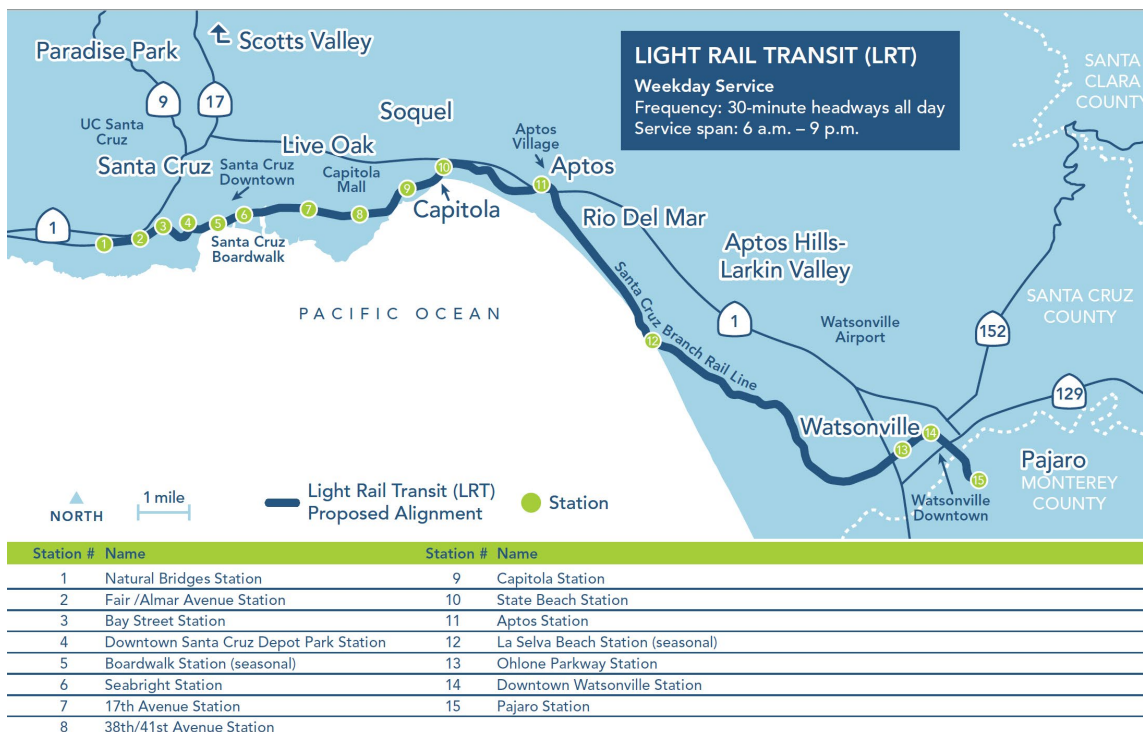 Paradise Park
Scotts Valley
9
17
UC Santa
Cruz
Santa Cruz
Live Oak
Soquel
Santa Cruz
Downtown
Capitola
Mall
Aptos
Village
Aptos
Capitola
Rio Del Mar
Aptos Hills-
Larkin Valley
LIGHT RAIL TRANSIT (LRT)
Weekday Service
Frequency: 30-minute headways all day
Service span: 6 a.m. – 9 p.m.
SANTA
CLARA
COUNTY
1
1
2
3
4
5
6
7
8
9
10
11
Santa Cruz
Boardwalk
PACIFIC OCEAN
Santa Cruz Branch Rail Line
12
1
Watsonville
Airport
SANTA CRUZ
COUNTY
152
129
Watsonville
13
14
15
Watsonville
Downtown
Pajaro
MONTEREY
COUNTY
NORTH
1 mile
Light Rail Transit (LRT)
Proposed Alignment
Station
Station # Name Station # Name
1 Natural Bridges Station 9 Capitola Station
2 Fair /Almar Avenue Station 10 State Beach Station
3 Bay Street Station 11 Aptos Station
4 Downtown Santa Cruz Depot Park Station 12 La Selva Beach Station (seasonal)
5 Boardwalk Station (seasonal) 13 Ohlone Parkway Station
6 Seabright Station 14 Downtown Watsonville Station
7 17th Avenue Station 15 Pajaro Station
8 38th/41st Avenue Station